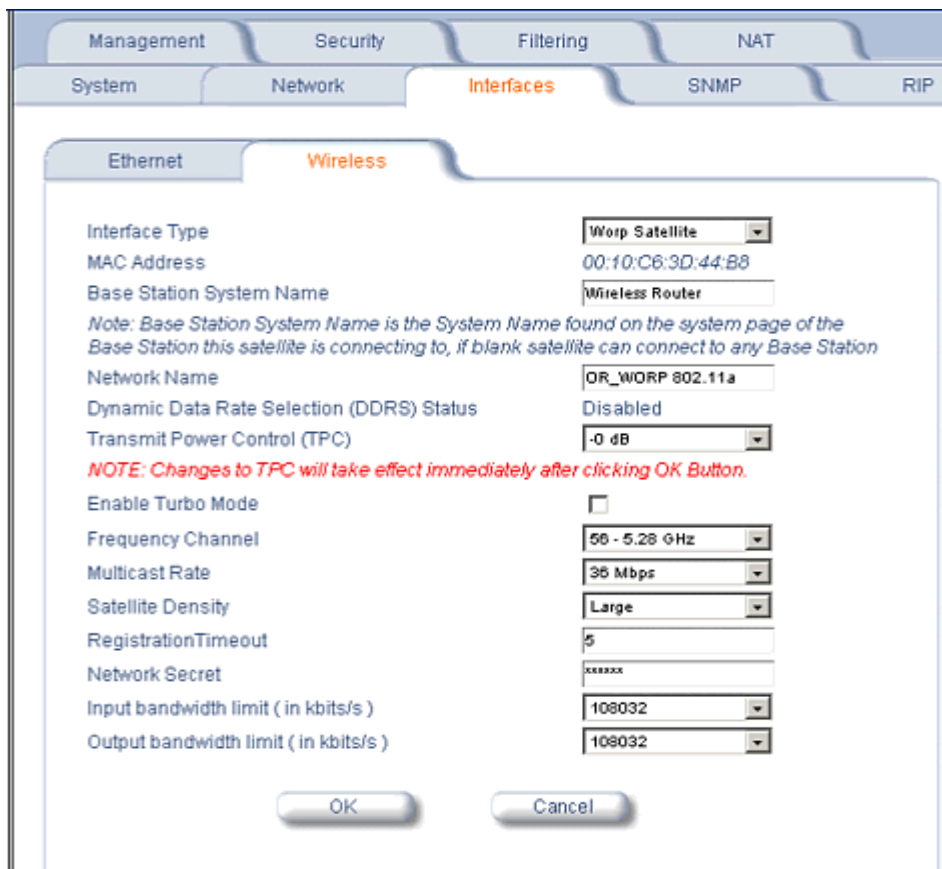 Management Security Filtering NAT
System Network Interfaces SNMP RIP
Ethernet Wireless
Interface Type Worp Satellite
MAC Address 00:10:C6:3D:44:B8
Base Station System Name Wireless Router
Note: Base Station System Name is the System Name found on the system page of the
Base Station this satellite is connecting to, if blank satellite can connect to any Base Station
Network Name OR_WORP 802.11a
Dynamic Data Rate Selection (DDRS) Status Disabled
Transmit Power Control (TPC) -0 dB
NOTE: Changes to TPC will take effect immediately after clicking OK Button.
Enable Turbo Mode
Frequency Channel 56 - 5.28 GHz
Multicast Rate 36 Mbps
Satellite Density Large
RegistrationTimeout 5
Network Secret ××××××
Input bandwidth limit ( in kbits/s ) 108032
Output bandwidth limit ( in kbits/s ) 108032
OK Cancel